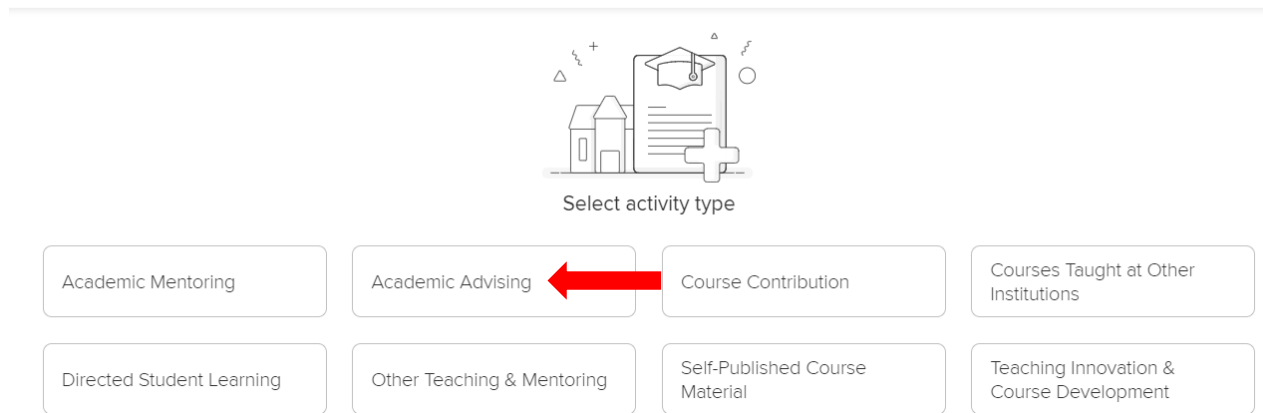 Select activity type
Academic Mentoring
Academic Advising
Course Contribution
Courses Taught at Other
Institutions
Directed Student Learning
Other Teaching & Mentoring
Self-Published Course
Material
Teaching Innovation &
Course Development